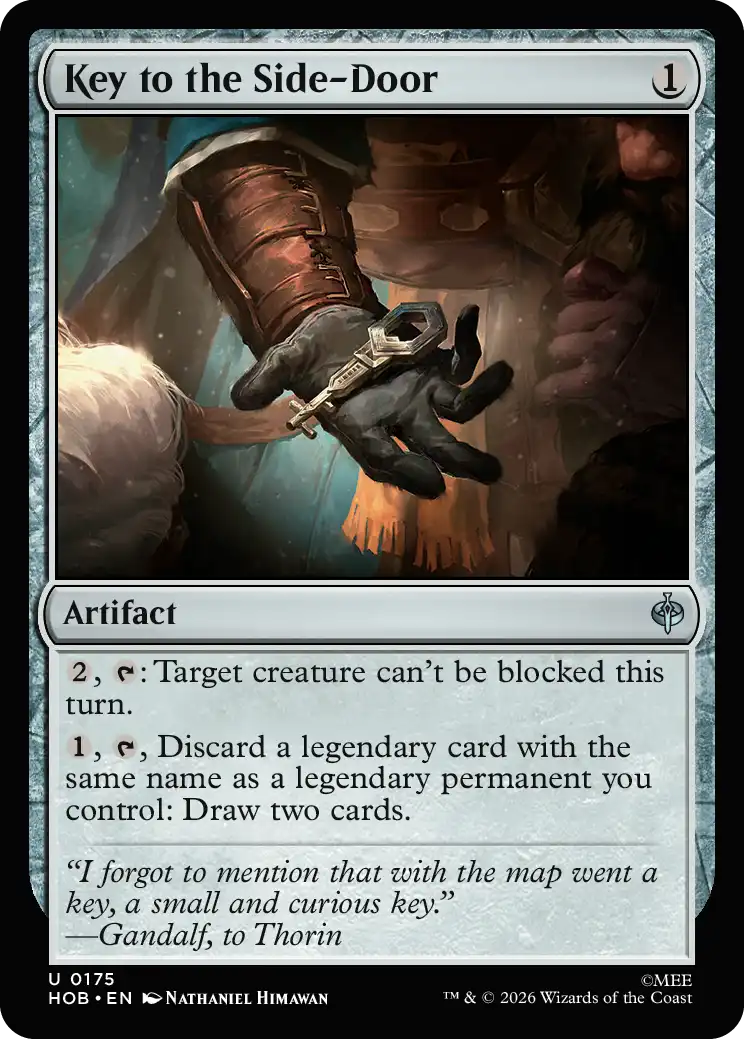 Key to the Side-Door 1
Artifact
2, : Target creature can't be blocked this
turn.
1, , Discard a legendary card with the
same name as a legendary permanent you
control: Draw two cards.
“I forgot to mention that with the map went a
key, a small and curious key.”
—Gandalf, to Thorin
U 0175
HOB • EN Nathaniel Himawan
©MEE
™ & © 2026 Wizards of the Coast